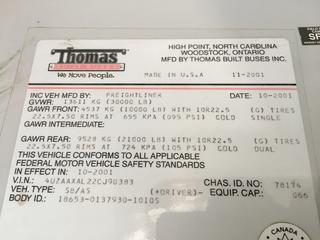 Thomas
BUILT BUSES
We Move People.
HIGH POINT, NORTH CAROLINA
WOODSTOCK, ONTARIO
MFD BY THOMAS BUILT BUSES INC.
MADE IN U.S.A 11-2001
INC VEH MFD BY: FREIGHTLINER DATE: 10-2001
GVWR: 13611 KG (30000 LB)
GAWR FRONT: 4537 KG (10000 LB) WITH 10R22.5 (G) TIRES
22.5X7.50 RIMS AT 655 KPA (095 PSI) COLD SINGLE
GAWR INTERMEDIATE:
GAWR REAR: 9528 KG (21000 LB) WITH 10R22.5 (G) TIRES
22.5X7.50 RIMS AT 724 KPA (105 PSI) COLD DUAL
THIS VEHICLE CONFORMS TO ALL APPLICABLE
FEDERAL MOTOR VEHICLE SAFETY STANDARDS
IN EFFECT IN 10-2001
V.I.N.: 4UZAAXAL22CJ90383 CHAS. ID NO: 78174
VEH. TYPE: SB/AS (+DRIVER)- EQUIP. CAP.: 066
BODY ID: 18653-0137930-10105
CANADA